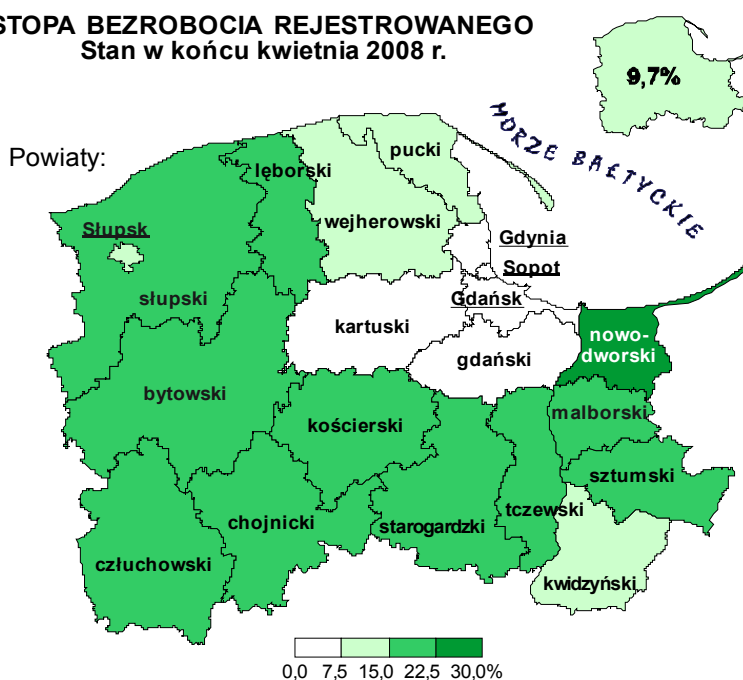 STOPA BEZROBOCIA REJESTROWANEGO
Stan w końcu kwietnia 2008 r.
9,7%
MORZE BAŁTYCKIE
Powiaty:
pucki
lęborski
wejherowski
Słupsk
Gdynia
Sopot
Gdańsk
słupski
kartuski
gdański
nowo-
dworski
bytowski
kościerski
malborski
sztumski
chojnicki
starogardzki
tczewski
człuchowski
kwidzyński
0,0 7,5 15,0 22,5 30,0%